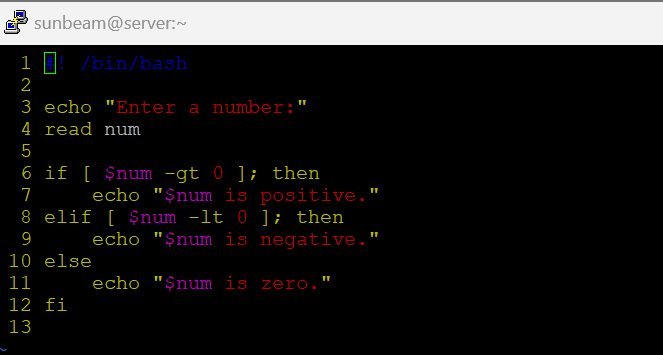 sunbeam@server:~
1 #! /bin/bash
2
3 echo "Enter a number:"
4 read num
5
6 if [ $num -gt 0 ]; then
7     echo "$num is positive."
8 elif [ $num -lt 0 ]; then
9     echo "$num is negative."
10 else
11     echo "$num is zero."
12 fi
13
~